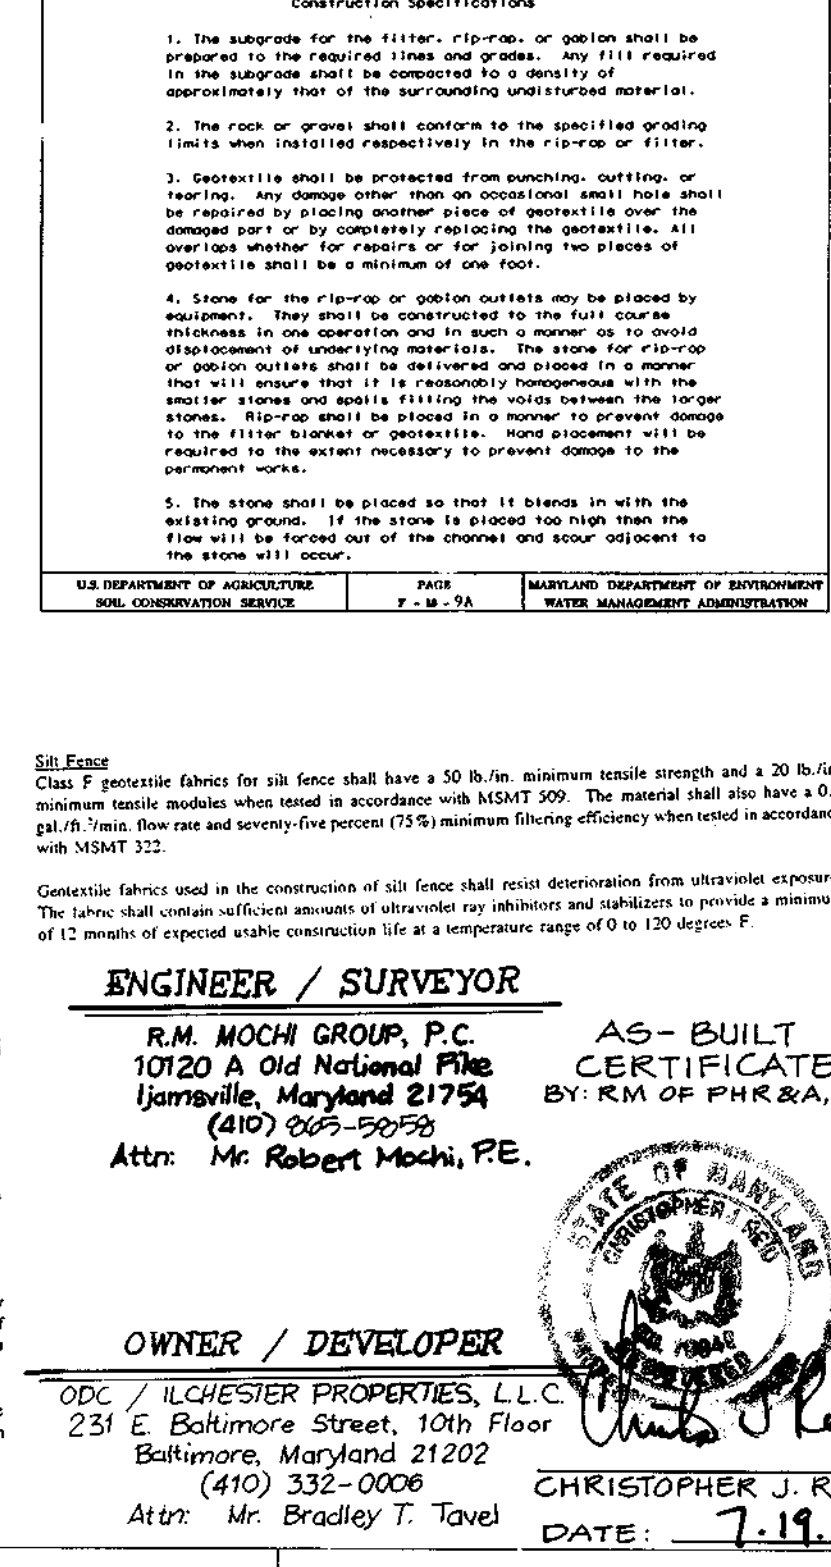 Construction Specifications
1. The subgrade for the filter, rip-rap, or gabion shall be
prepared to the required lines and grades. Any fill required
in the subgrade shall be compacted to a density of
approximately that of the surrounding undisturbed material.
2. The rock or gravel shall conform to the specified grading
limits when installed respectively in the rip-rap or filter.
3. Geotextile shall be protected from punching, cutting, or
tearing. Any damage other than an occasional small hole shall
be repaired by placing another piece of geotextile over the
damaged part or by completely replacing the geotextile. All
overlaps whether for repairs or for joining two pieces of
geotextile shall be a minimum of one foot.
4. Stone for the rip-rap or gabion outlets may be placed by
equipment. They shall be constructed to the full course
thickness in one operation and in such a manner as to avoid
displacement of underlying materials. The stone for rip-rap
or gabion outlets shall be delivered and placed in a manner
that will ensure that it is reasonably homogeneous with the
smaller stones and spalls filling the voids between the larger
stones. Rip-rap shall be placed in a manner to prevent damage
to the filter blanket or geotextile. Hand placement will be
required to the extent necessary to prevent damage to the
permanent works.
5. The stone shall be placed so that it blends in with the
existing ground. If the stone is placed too high then the
flow will be forced out of the channel and scour adjacent to
the stone will occur.
U.S. DEPARTMENT OF AGRICULTURE
SOIL CONSERVATION SERVICE
PAGE
F - 18 - 9A
MARYLAND DEPARTMENT OF ENVIRONMENT
WATER MANAGEMENT ADMINISTRATION
Silt Fence
Class F geotextile fabrics for silt fence shall have a 50 lb./in. minimum tensile strength and a 20 lb./in
minimum tensile modules when tested in accordance with MSMT 509. The material shall also have a 0.
gal./ft.²/min. flow rate and seventy-five percent (75%) minimum filtering efficiency when tested in accordanc
with MSMT 322.
Geotextile fabrics used in the construction of silt fence shall resist deterioration from ultraviolet exposur
The fabric shall contain sufficient amounts of ultraviolet ray inhibitors and stabilizers to provide a minimu
of 12 months of expected usable construction life at a temperature range of 0 to 120 degrees F.
ENGINEER / SURVEYOR
R.M. MOCHI GROUP, P.C.
10120 A Old National Pike
Ijamsville, Maryland 21754
(410) 865-5858
Attn: Mr. Robert Mochi, P.E.
AS-BUILT
CERTIFICATE
BY: RM OF PHR&A,
STATE OF MARYLAND
CHRISTOPHER J. REID
REGISTERED
OWNER / DEVELOPER
ODC / ILCHESTER PROPERTIES, L.L.C.
231 E. Baltimore Street, 10th Floor
Baltimore, Maryland 21202
(410) 332-0006
Attn: Mr. Bradley T. Tavel
CHRISTOPHER J. R
DATE: 7.19.